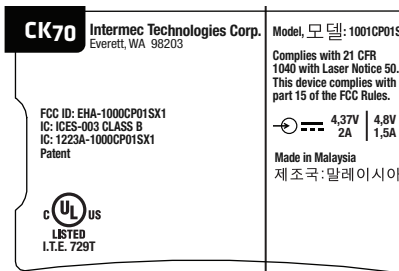 CK70
Intermec Technologies Corp.
Everett, WA 98203
FCC ID: EHA-1000CP01SX1
IC: ICES-003 CLASS B
IC: 1223A-1000CP01SX1
Patent
C UL US
LISTED
I.T.E. 729T
Model, 모델: 1001CP01S
Complies with 21 CFR
1040 with Laser Notice 50.
This device complies with
part 15 of the FCC Rules.
4,37V 4,8V
2A 1,5A
Made in Malaysia
제조국:말레이시아